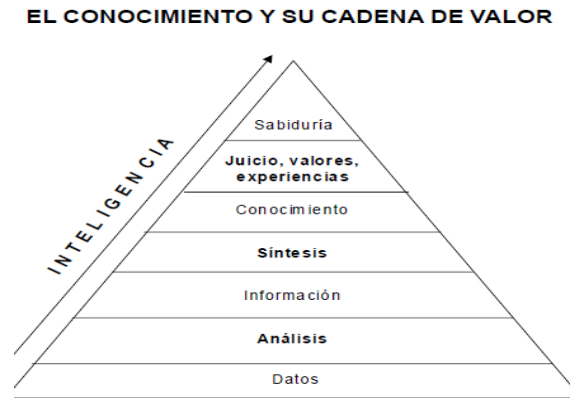 EL CONOCIMIENTO Y SU CADENA DE VALOR
INTELIGENCIA
Sabiduría
Juicio, valores,
experiencias
Conocimiento
Síntesis
Información
Análisis
Datos